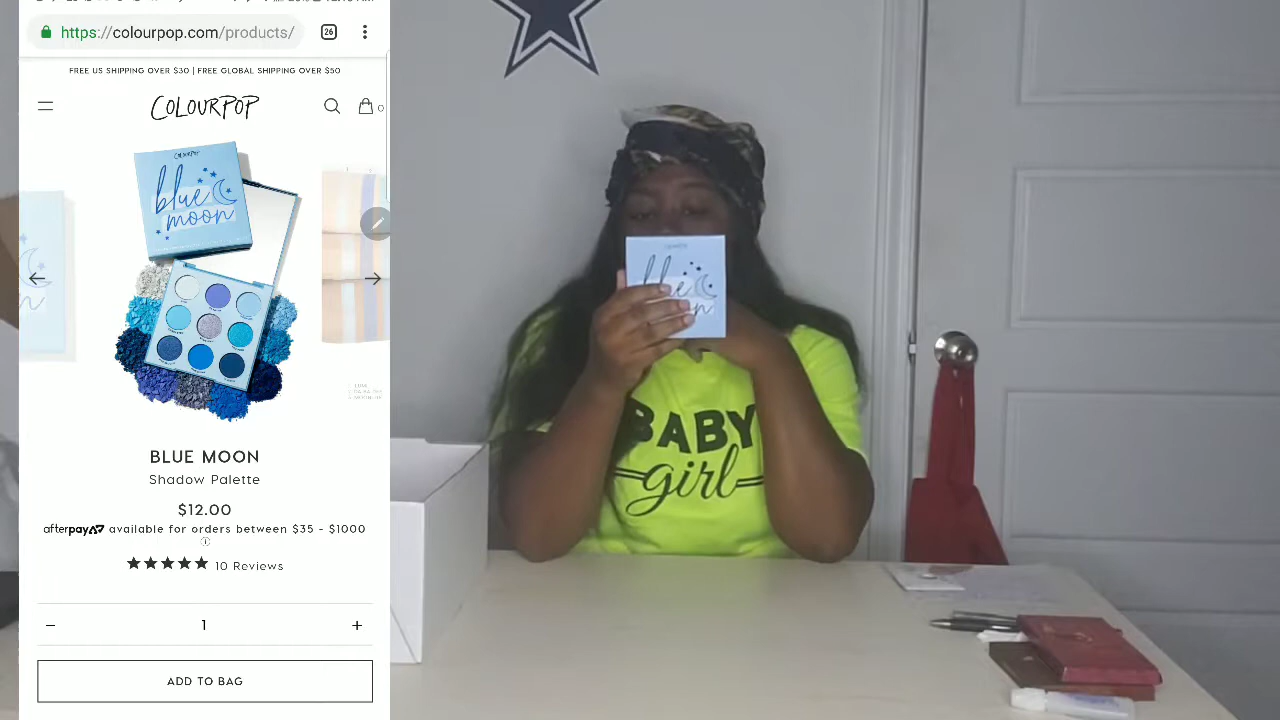 https://colourpop.com/products/
26
FREE US SHIPPING OVER $30 | FREE GLOBAL SHIPPING OVER $50
COLOURPOP
0
COLOURPOP
blue
moon
BLUE MOON
Shadow Palette
$12.00
afterpay available for orders between $35 - $1000
10 Reviews
1
ADD TO BAG
blue
BABY
girl